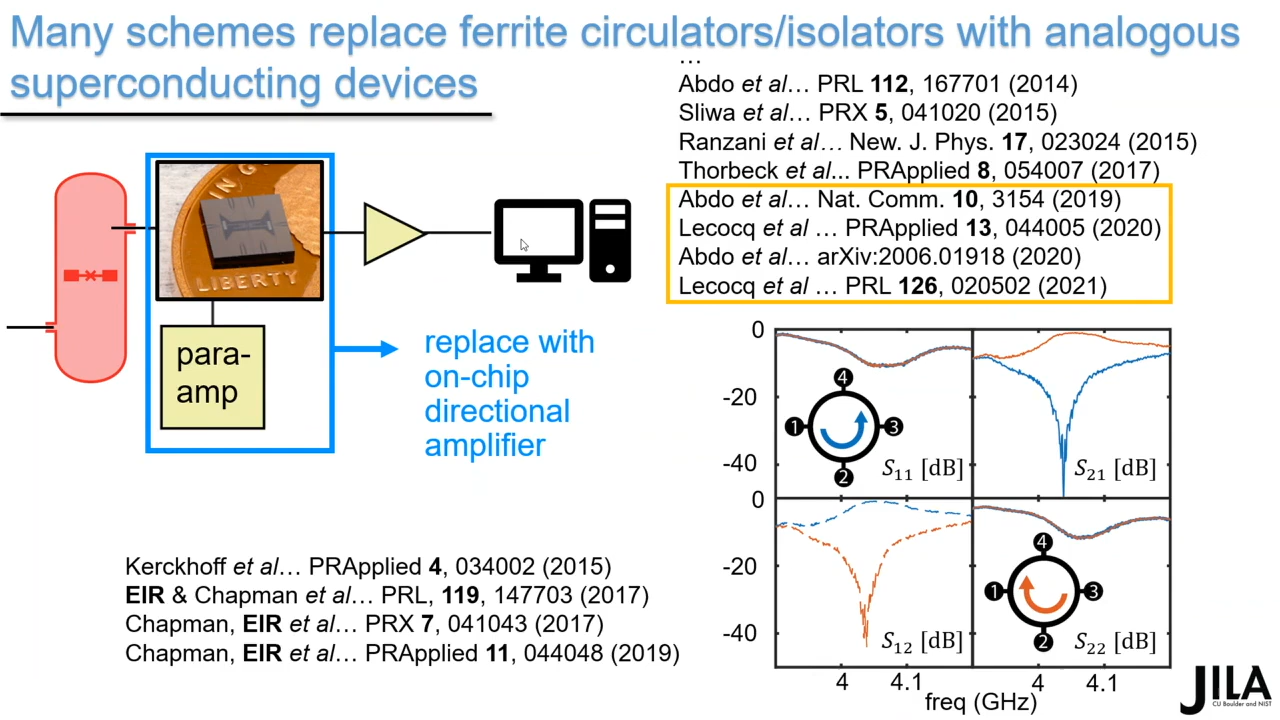 Many schemes replace ferrite circulators/isolators with analogous
superconducting devices
…
Abdo et al… PRL 112, 167701 (2014)
Sliwa et al… PRX 5, 041020 (2015)
Ranzani et al… New. J. Phys. 17, 023024 (2015)
Thorbeck et al... PRApplied 8, 054007 (2017)
Abdo et al… Nat. Comm. 10, 3154 (2019)
Lecocq et al … PRApplied 13, 044005 (2020)
Abdo et al… arXiv:2006.01918 (2020)
Lecocq et al … PRL 126, 020502 (2021)
IN G
LIBERTY
para-
amp
replace with
on-chip
directional
amplifier
0
-20
-40
4
1
3
2
S11 [dB]
S21 [dB]
0
-20
-40
S12 [dB]
4
1
3
2
S22 [dB]
4
4.1
4
4.1
freq (GHz)
Kerckhoff et al… PRApplied 4, 034002 (2015)
EIR & Chapman et al… PRL, 119, 147703 (2017)
Chapman, EIR et al… PRX 7, 041043 (2017)
Chapman, EIR et al… PRApplied 11, 044048 (2019)
JILA
CU Boulder and NIST